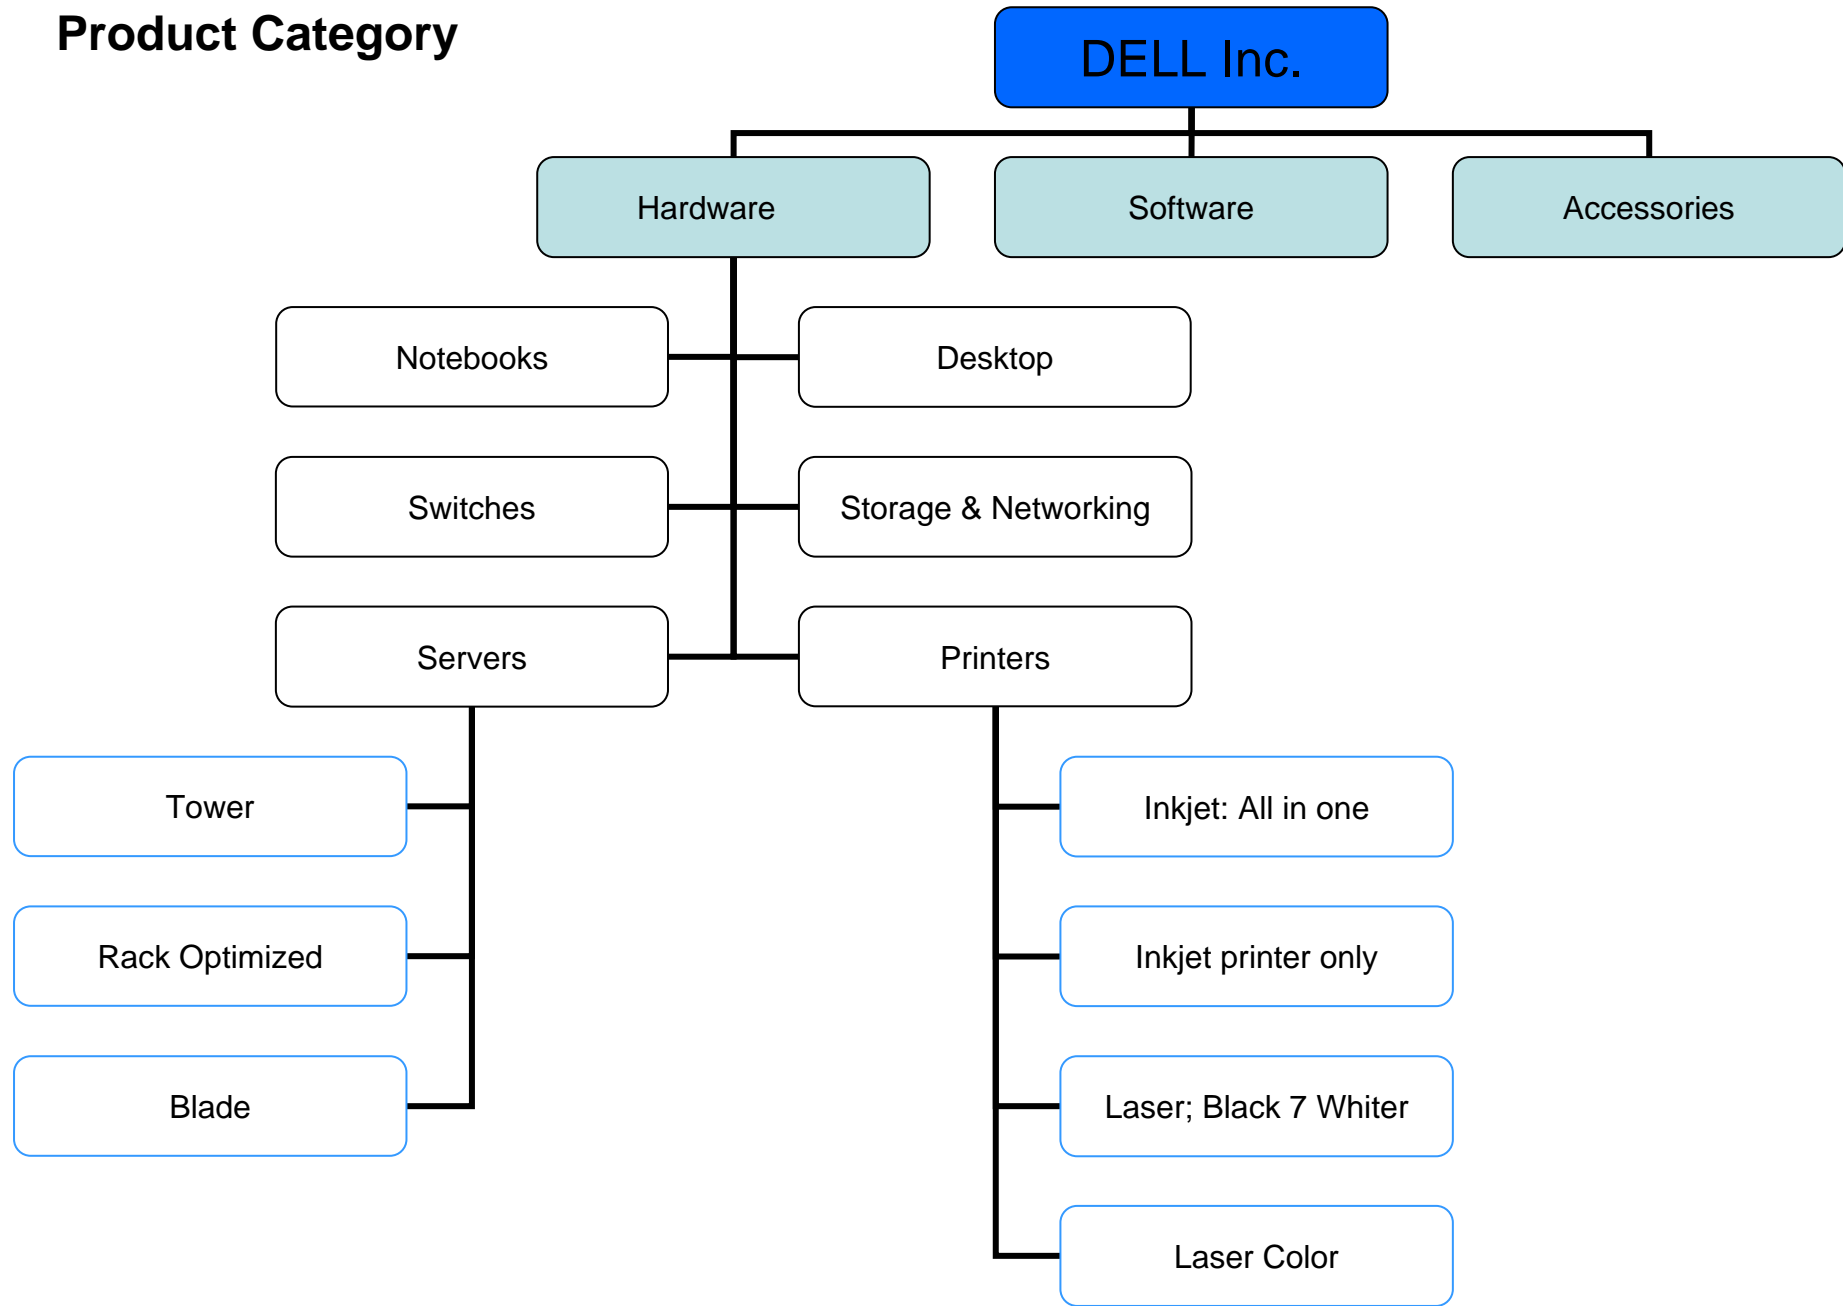 Product Category
DELL Inc.
Hardware
Software
Accessories
Notebooks
Desktop
Switches
Storage & Networking
Servers
Printers
Tower
Inkjet: All in one
Rack Optimized
Inkjet printer only
Blade
Laser; Black 7 Whiter
Laser Color